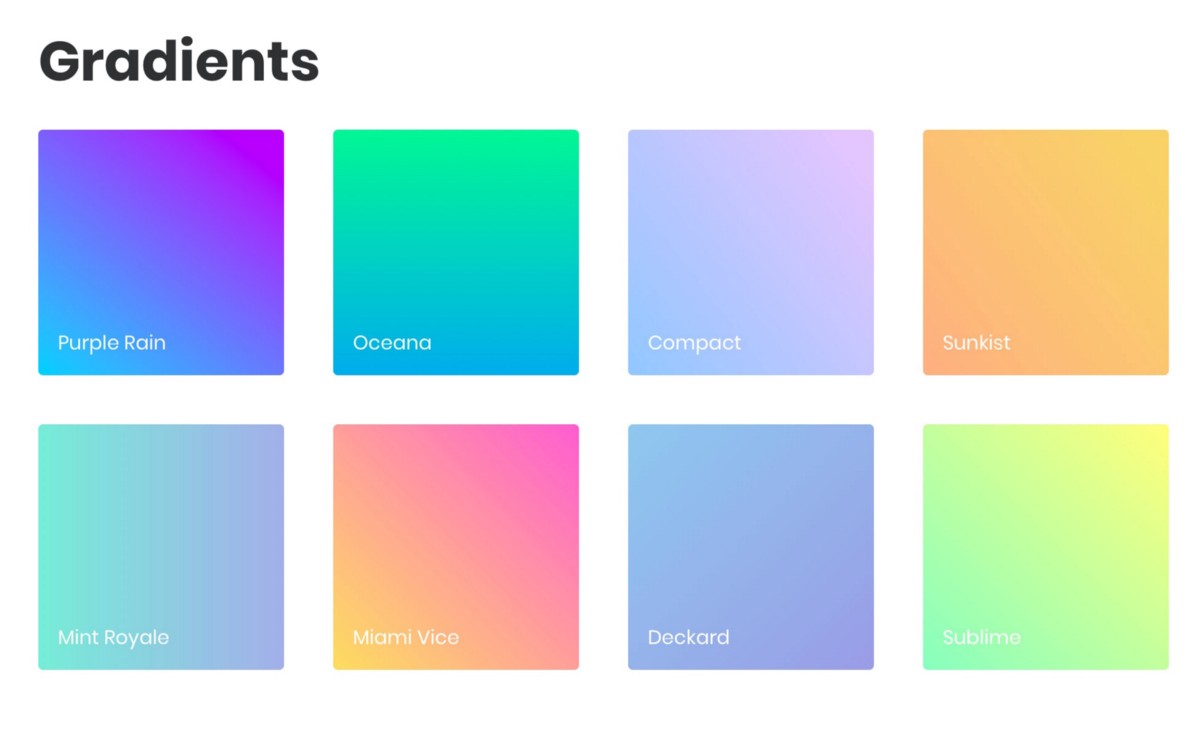 Gradients
Purple Rain
Oceana
Compact
Sunkist
Mint Royale
Miami Vice
Deckard
Sublime